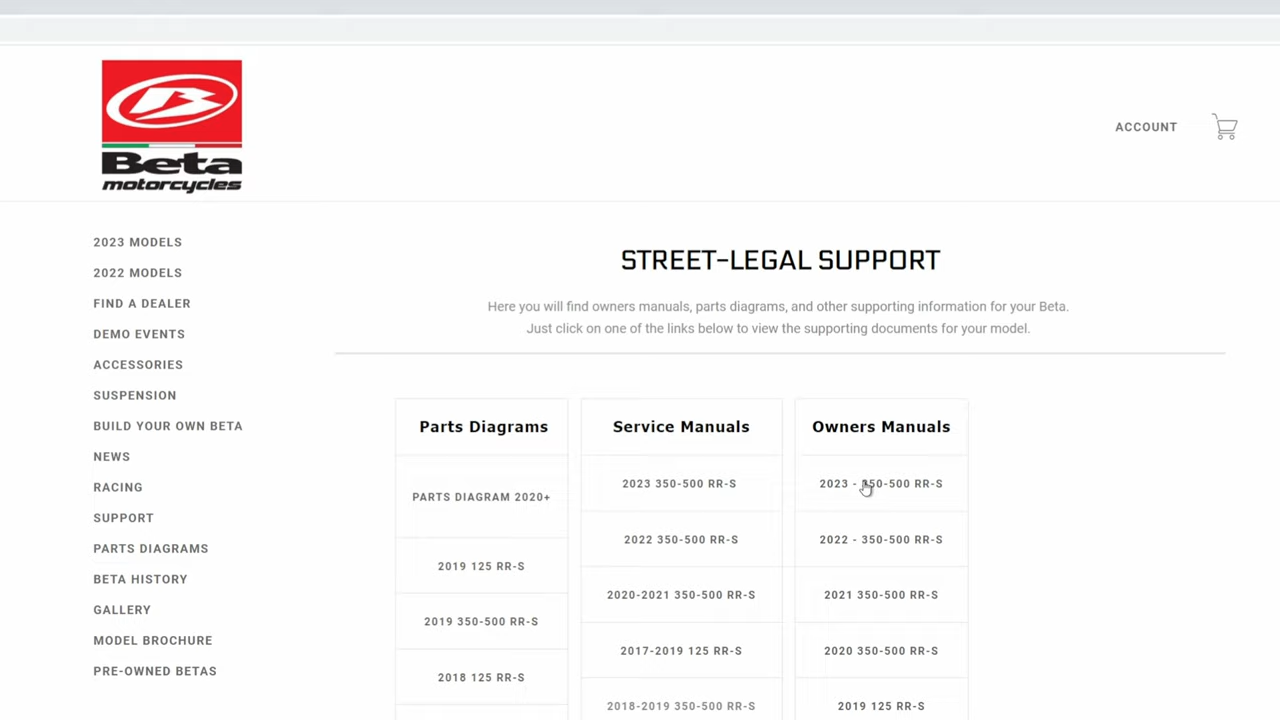 Beta
motorcycles
ACCOUNT
2023 MODELS
2022 MODELS
FIND A DEALER
DEMO EVENTS
ACCESSORIES
SUSPENSION
BUILD YOUR OWN BETA
NEWS
RACING
SUPPORT
PARTS DIAGRAMS
BETA HISTORY
GALLERY
MODEL BROCHURE
PRE-OWNED BETAS
STREET-LEGAL SUPPORT
Here you will find owners manuals, parts diagrams, and other supporting information for your Beta.
Just click on one of the links below to view the supporting documents for your model.
Parts Diagrams
PARTS DIAGRAM 2020+
2019 125 RR-S
2019 350-500 RR-S
2018 125 RR-S
Service Manuals
2023 350-500 RR-S
2022 350-500 RR-S
2020-2021 350-500 RR-S
2017-2019 125 RR-S
2018-2019 350-500 RR-S
Owners Manuals
2023 - 350-500 RR-S
2022 - 350-500 RR-S
2021 350-500 RR-S
2020 350-500 RR-S
2019 125 RR-S